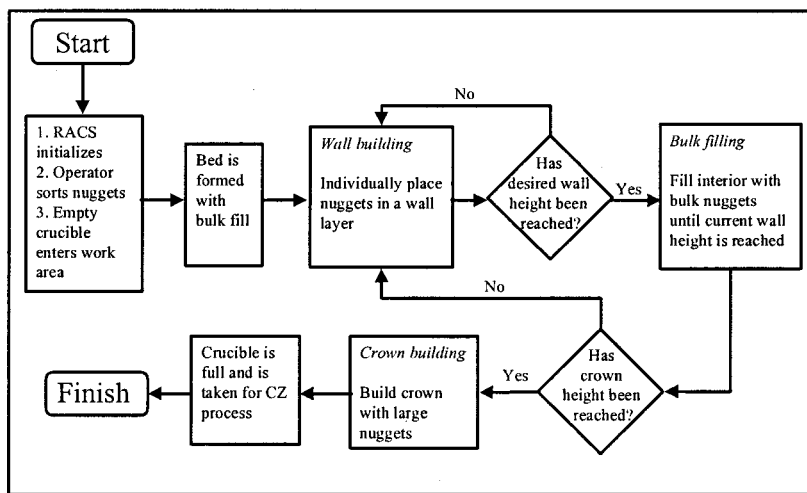 Start
1. RACS
initializes
2. Operator
sorts nuggets
3. Empty
crucible
enters work
area
Bed is
formed
with bulk
fill
Wall building
Individually place
nuggets in a wall
layer
No
Has
desired wall
height been
reached?
Yes
Bulk filling
Fill interior with
bulk nuggets
until current wall
height is reached
No
Has
crown
height been
reached?
Yes
Crown building
Build crown
with large
nuggets
Crucible is
full and is
taken for CZ
process
Finish